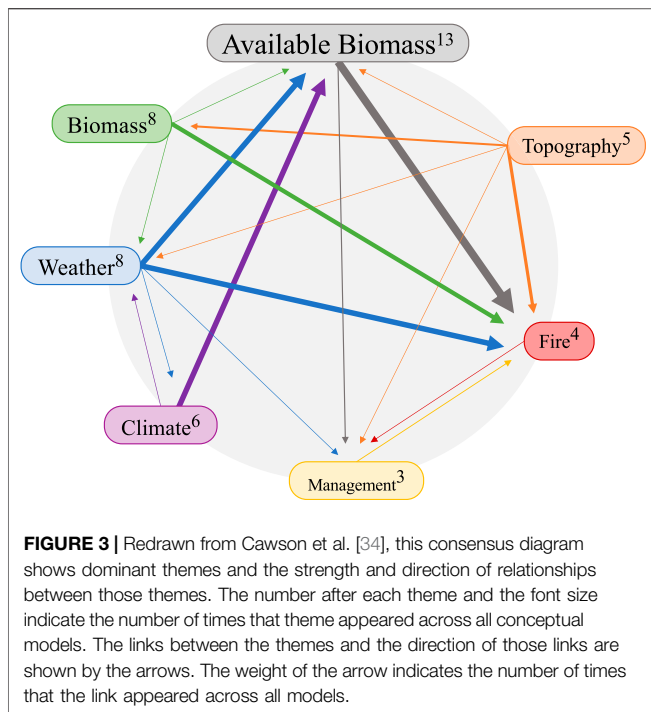 Available Biomass13
Biomass8
Topography5
Weather8
Fire4
Climate6
Management3
FIGURE 3 | Redrawn from Cawson et al. [34], this consensus diagram
shows dominant themes and the strength and direction of relationships
between those themes. The number after each theme and the font size
indicate the number of times that theme appeared across all conceptual
models. The links between the themes and the direction of those links are
shown by the arrows. The weight of the arrow indicates the number of times
that the link appeared across all models.